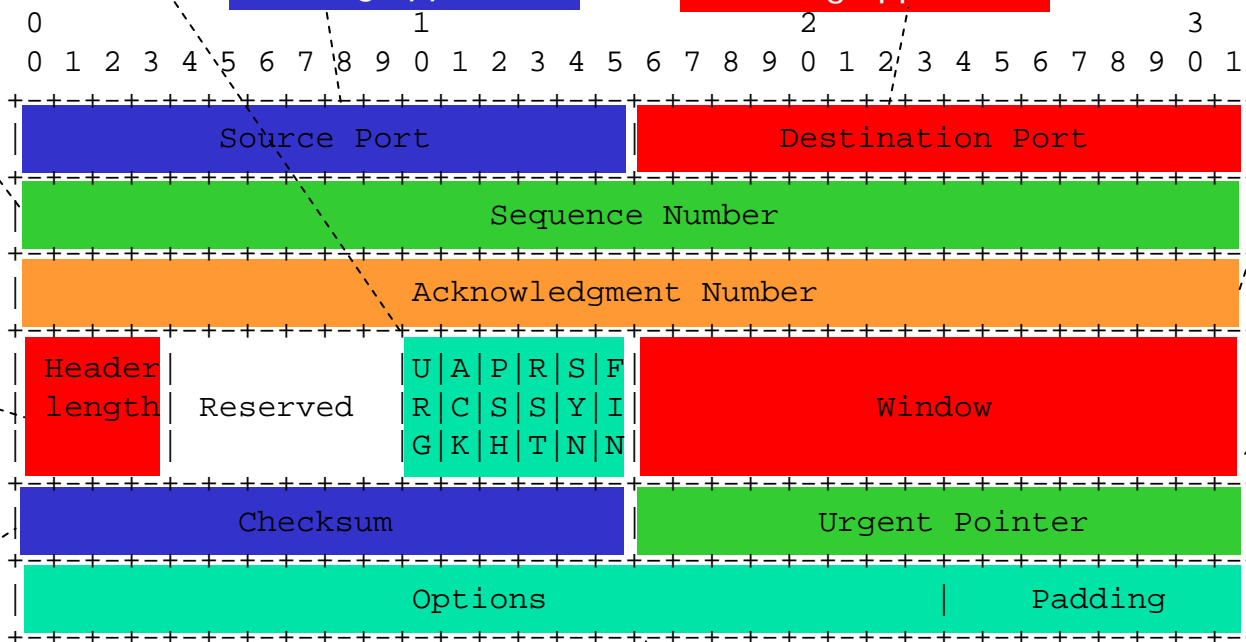 0 1 2 3
0 1 2 3 4 5 6 7 8 9 0 1 2 3 4 5 6 7 8 9 0 1 2 3 4 5 6 7 8 9 0 1
Source Port | Destination Port
Sequence Number
Acknowledgment Number
Header | |U|A|P|R|S|F|
length| Reserved |R|C|S|S|Y|I| Window
| |G|K|H|T|N|N|
Checksum | Urgent Pointer
Options | Padding